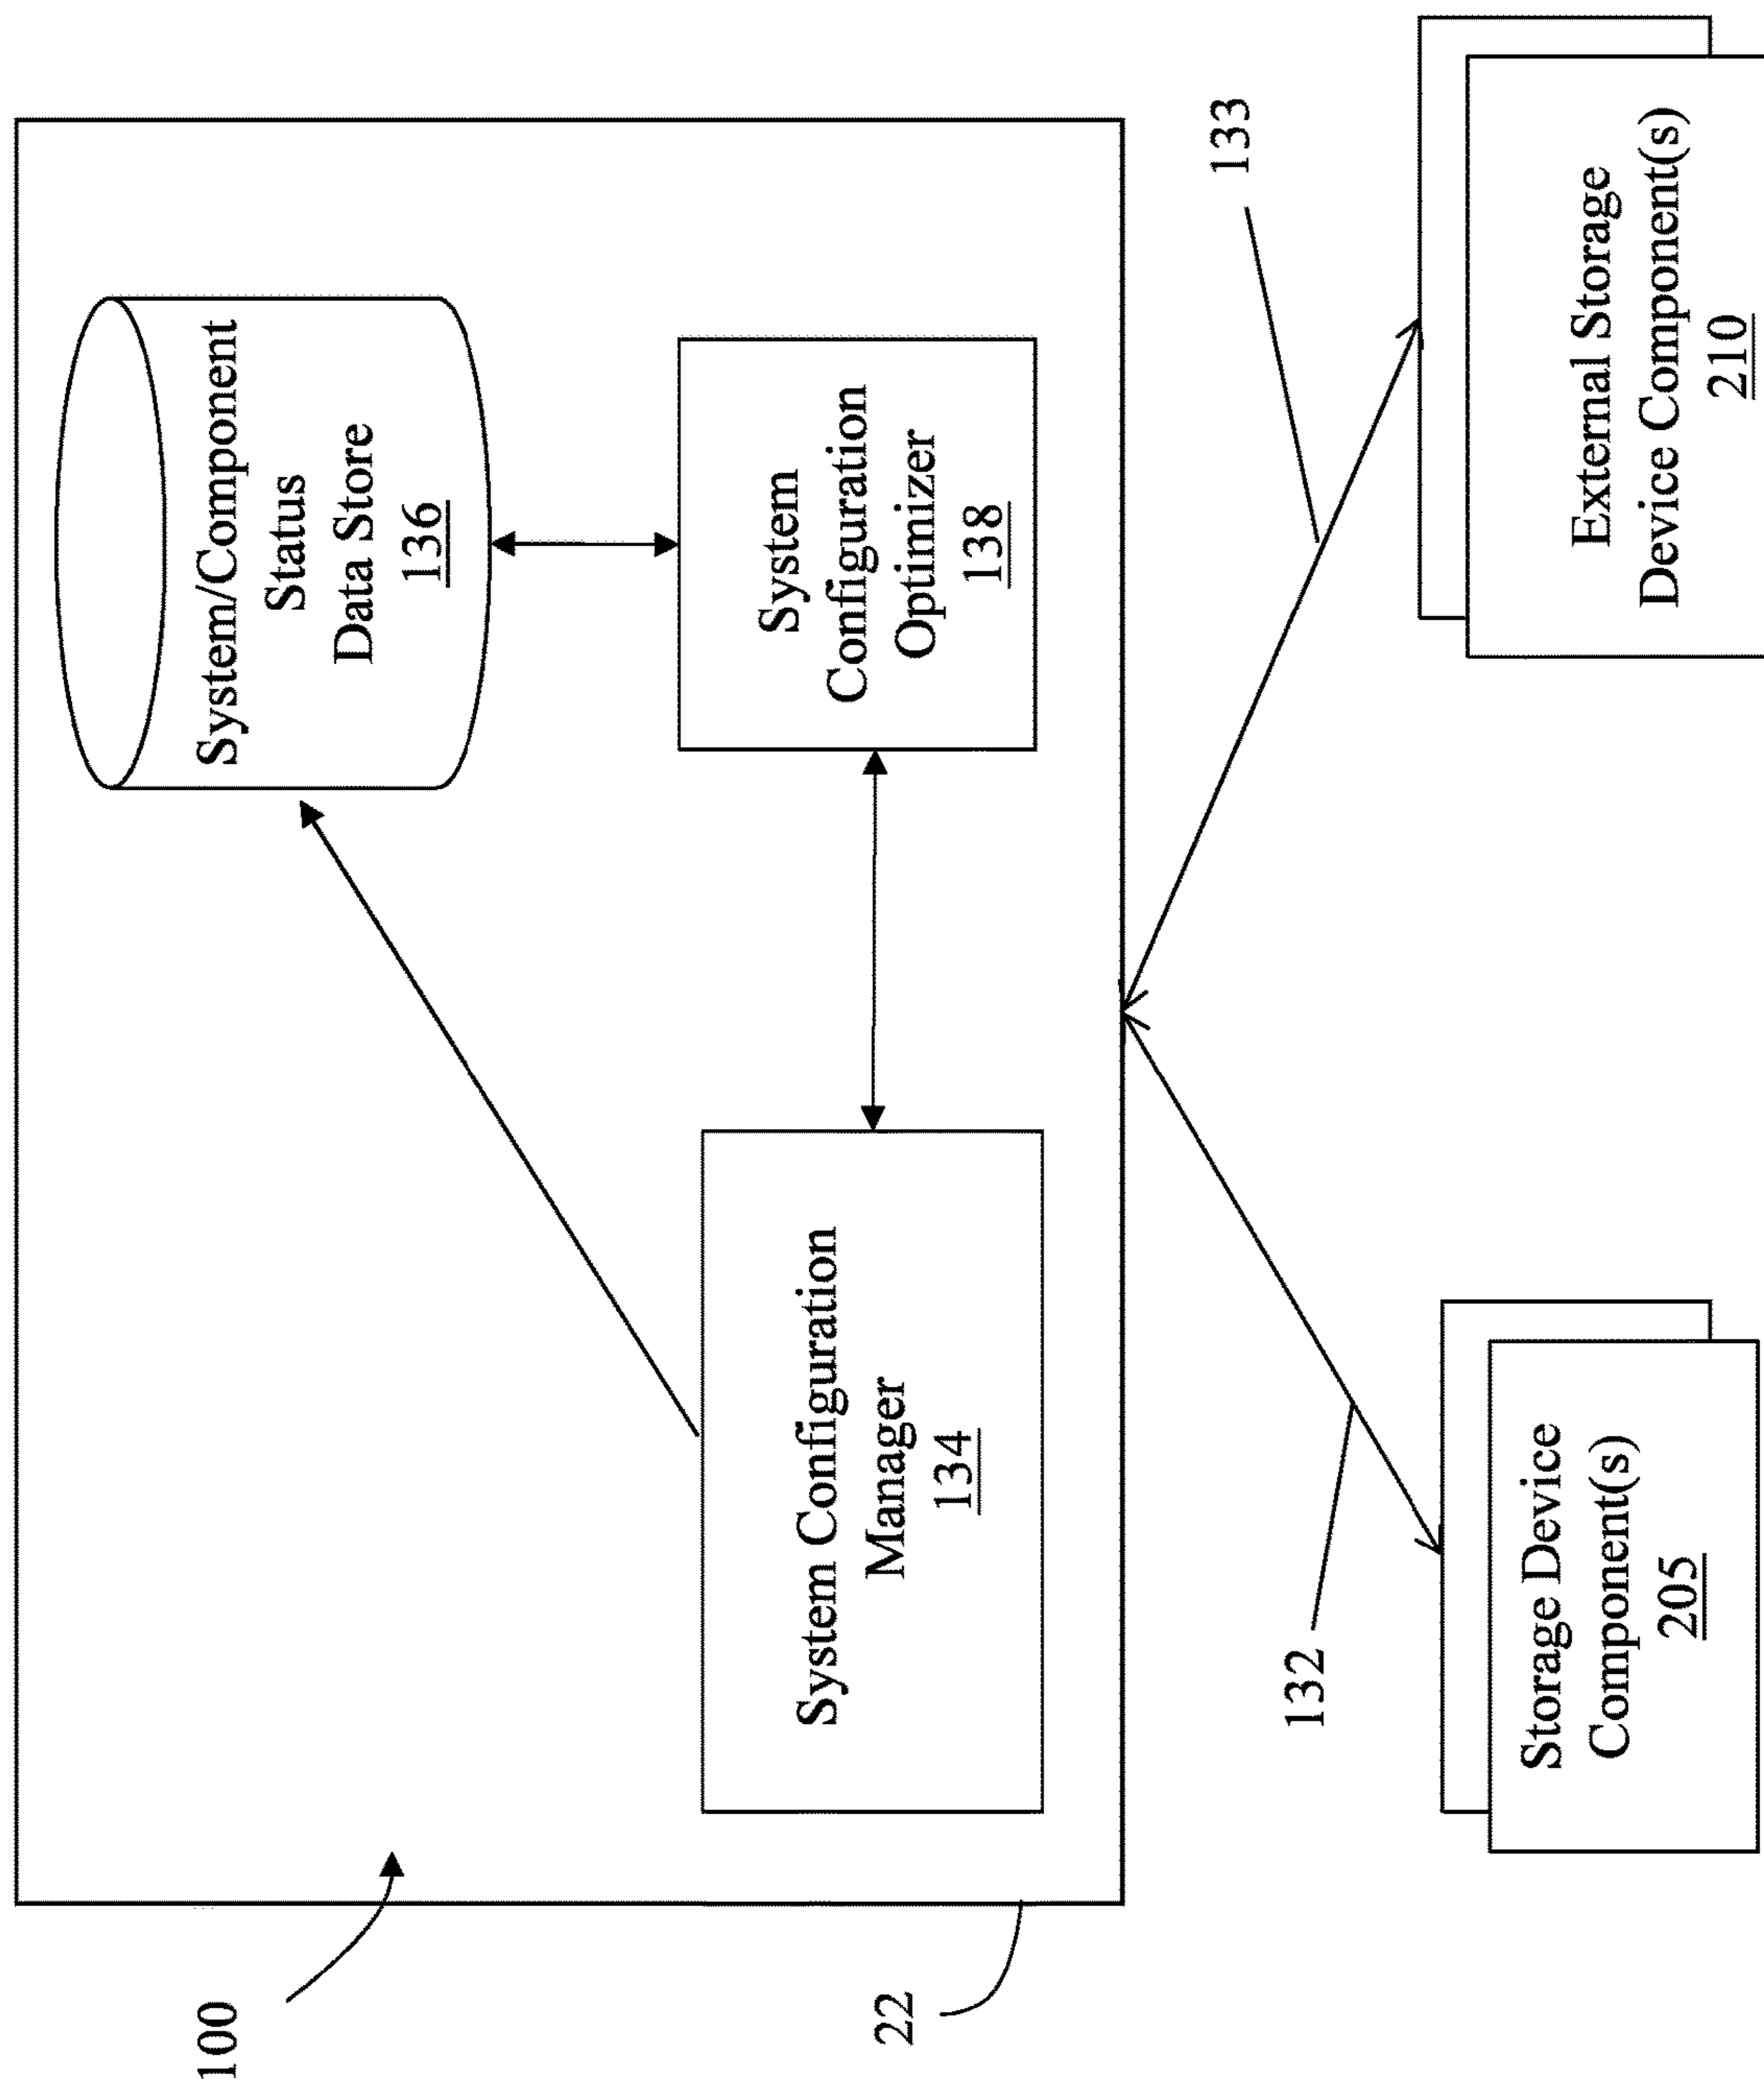 100
System/Component
Status
Data Store
136
System Configuration
Manager
134
System
Configuration
Optimizer
138
22
132
133
Storage Device
Component(s)
205
External Storage
Device Component(s)
210